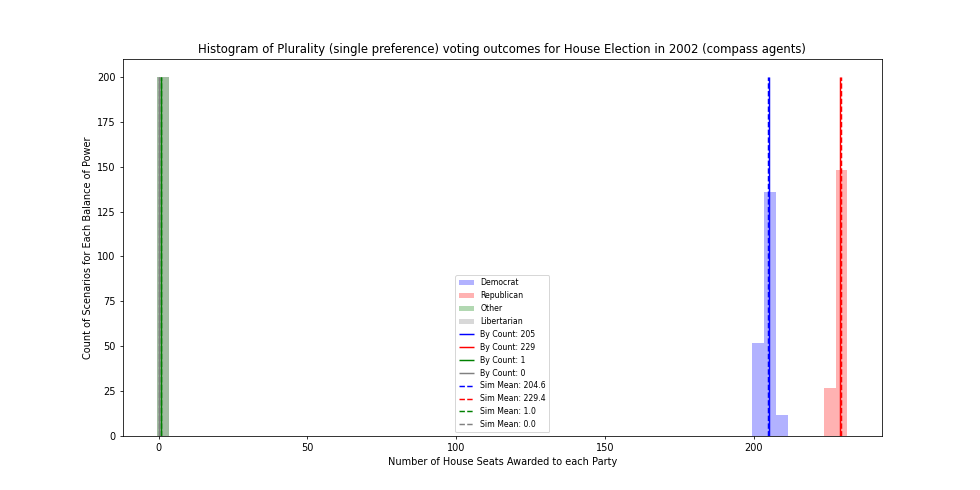 Histogram of Plurality (single preference) voting outcomes for House Election in 2002 (compass agents)
Count of Scenarios for Each Balance of Power
200
175
150
125
100
75
50
25
0
Democrat
Republican
Other
Libertarian
By Count: 205
By Count: 229
By Count: 1
By Count: 0
Sim Mean: 204.6
Sim Mean: 229.4
Sim Mean: 1.0
Sim Mean: 0.0
0 50 100 150 200
Number of House Seats Awarded to each Party